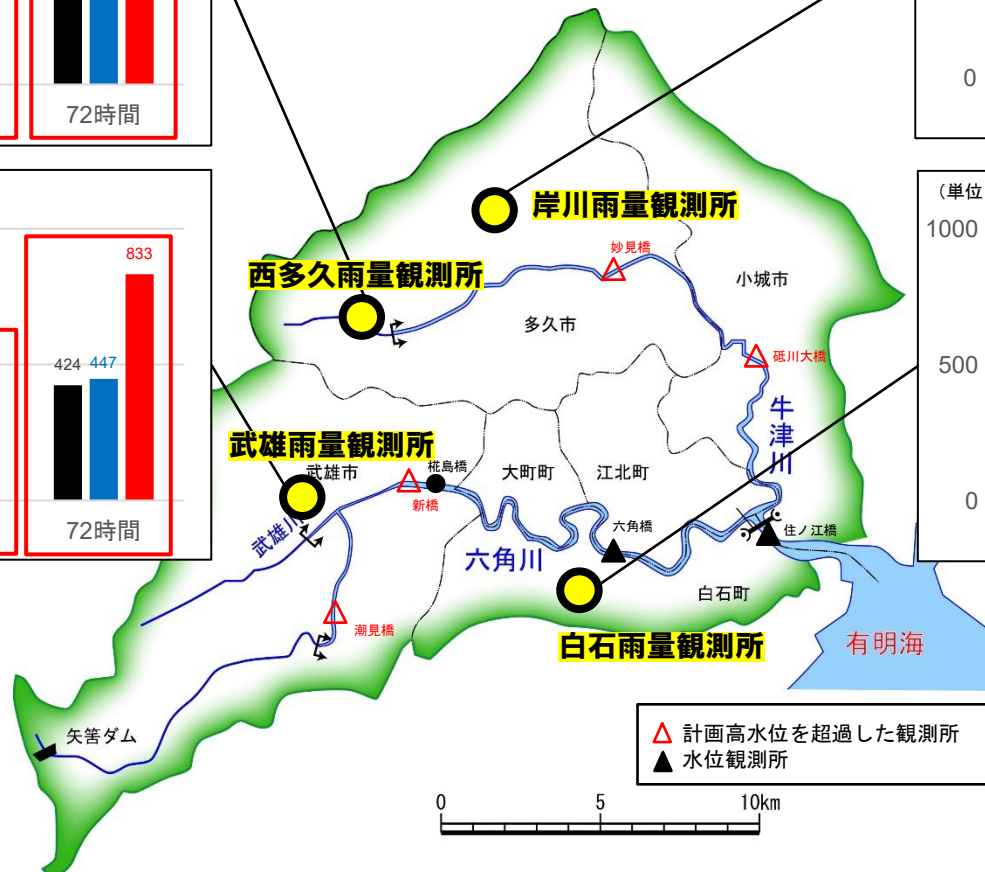 72時間
0
(単位
1000
500
0
833
424
447
72時間
岸川雨量観測所
妙見橋
西多久雨量観測所
小城市
多久市
砥川大橋
牛津川
武雄雨量観測所
武雄市
椛島橋
大町町
江北町
新橋
武雄川
六角川
六角橋
住ノ江橋
白石町
潮見橋
白石雨量観測所
有明海
矢筈ダム
計画高水位を超過した観測所
水位観測所
0
5
10km